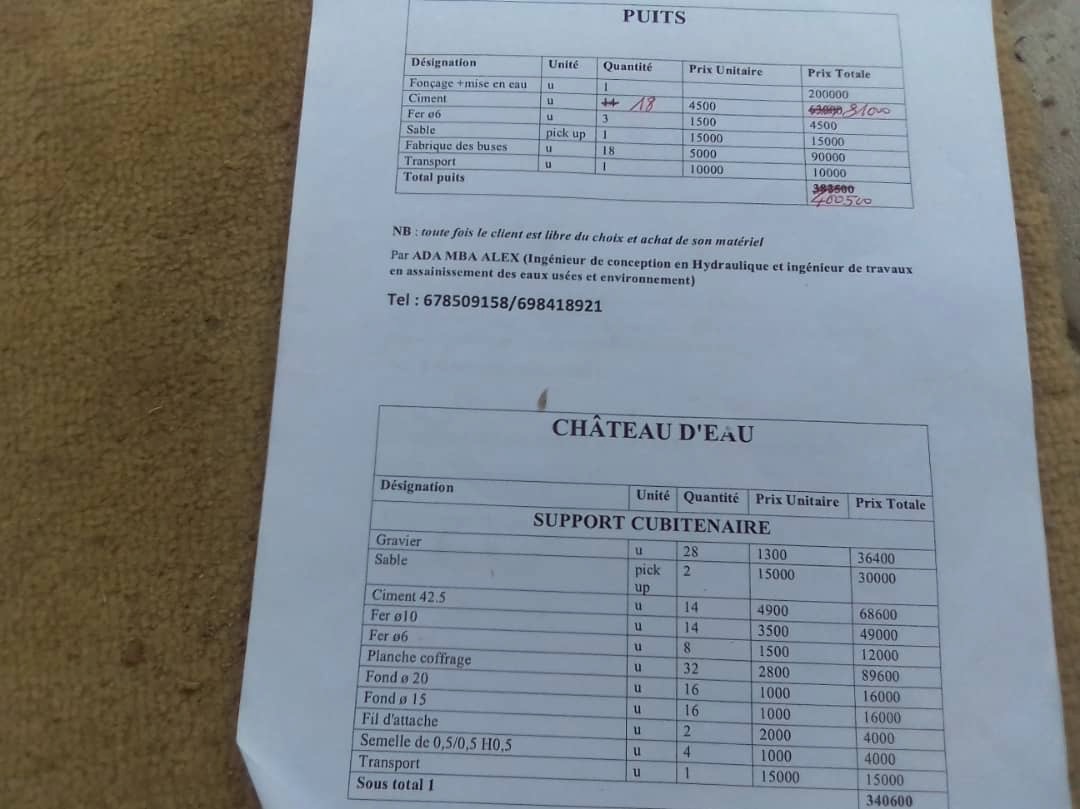 PUITS
Désignation Unité Quantité Prix Unitaire Prix Totale
Fonçage +mise en eau u 1 200000
Ciment u 14 18 4500 63000 81000
Fer ø6 u 3 1500 4500
Sable pick up 1 15000 15000
Fabrique des buses u 18 5000 90000
Transport u 1 10000 10000
Total puits 382500 400500
NB : toute fois le client est libre du choix et achat de son matériel
Par ADA MBA ALEX (Ingénieur de conception en Hydraulique et ingénieur de travaux
en assainissement des eaux usées et environnement)
Tel : 678509158/698418921
CHÂTEAU D'EAU
Désignation Unité Quantité Prix Unitaire Prix Totale
SUPPORT CUBITENAIRE
Gravier u 28 1300 36400
Sable pick up 2 15000 30000
Ciment 42.5 u 14 4900 68600
Fer ø10 u 14 3500 49000
Fer ø6 u 8 1500 12000
Planche coffrage u 32 2800 89600
Fond ø 20 u 16 1000 16000
Fond ø 15 u 16 1000 16000
Fil d'attache u 2 2000 4000
Semelle de 0,5/0,5 H0,5 u 4 1000 4000
Transport u 1 15000 15000
Sous total 1 340600